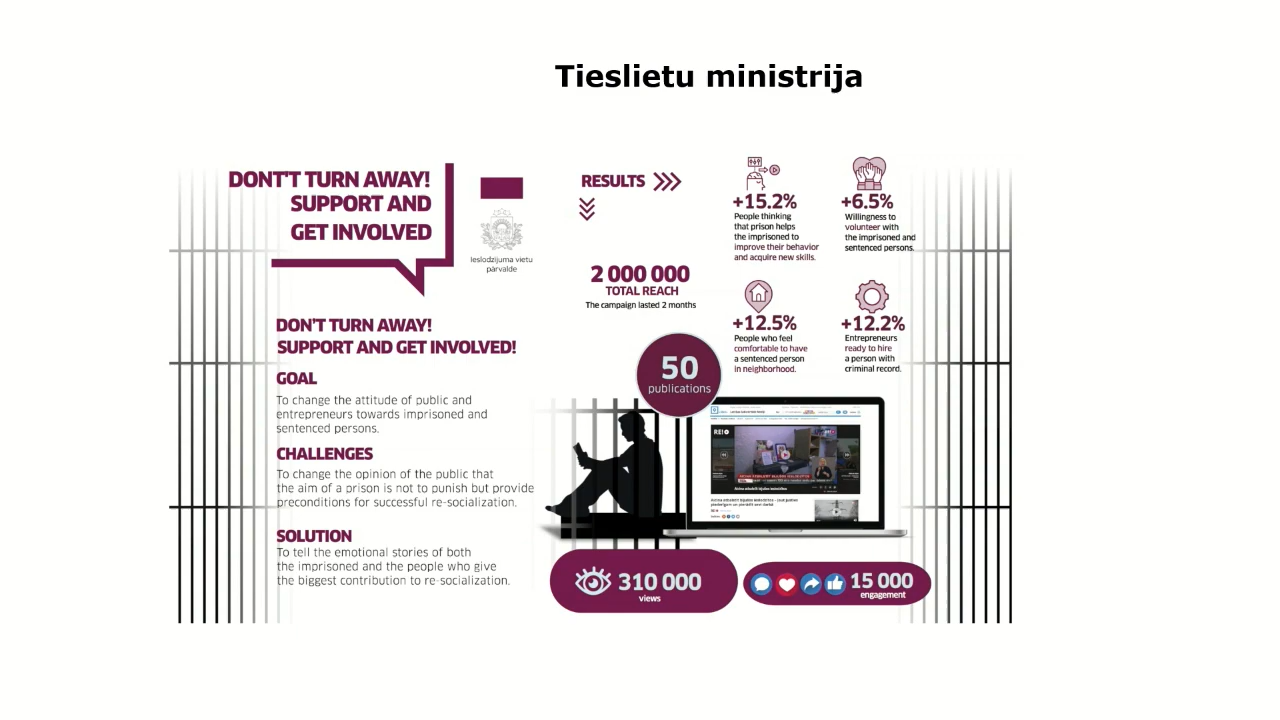 Tieslietu ministrija
DON'T TURN AWAY!
SUPPORT AND
GET INVOLVED
Ieslodzījuma vietu
pārvalde
DON'T TURN AWAY!
SUPPORT AND GET INVOLVED!
GOAL
To change the attitude of public and
entrepreneurs towards imprisoned and
sentenced persons.
CHALLENGES
To change the opinion of the public that
the aim of a prison is not to punish but provide
preconditions for successful re-socialization.
SOLUTION
To tell the emotional stories of both
the imprisoned and the people who give
the biggest contribution to re-socialization.
RESULTS
2 000 000
TOTAL REACH
The campaign lasted 2 months
+15.2%
People thinking
that prison helps
the imprisoned to
improve their behavior
and acquire new skills.
+6.5%
Willingness to
volunteer with
the imprisoned and
sentenced persons.
+12.5%
People who feel
comfortable to have
a sentenced person
in neighborhood.
+12.2%
Entrepreneurs
ready to hire
a person with
criminal record.
50
publications
310 000
views
15 000
engagement